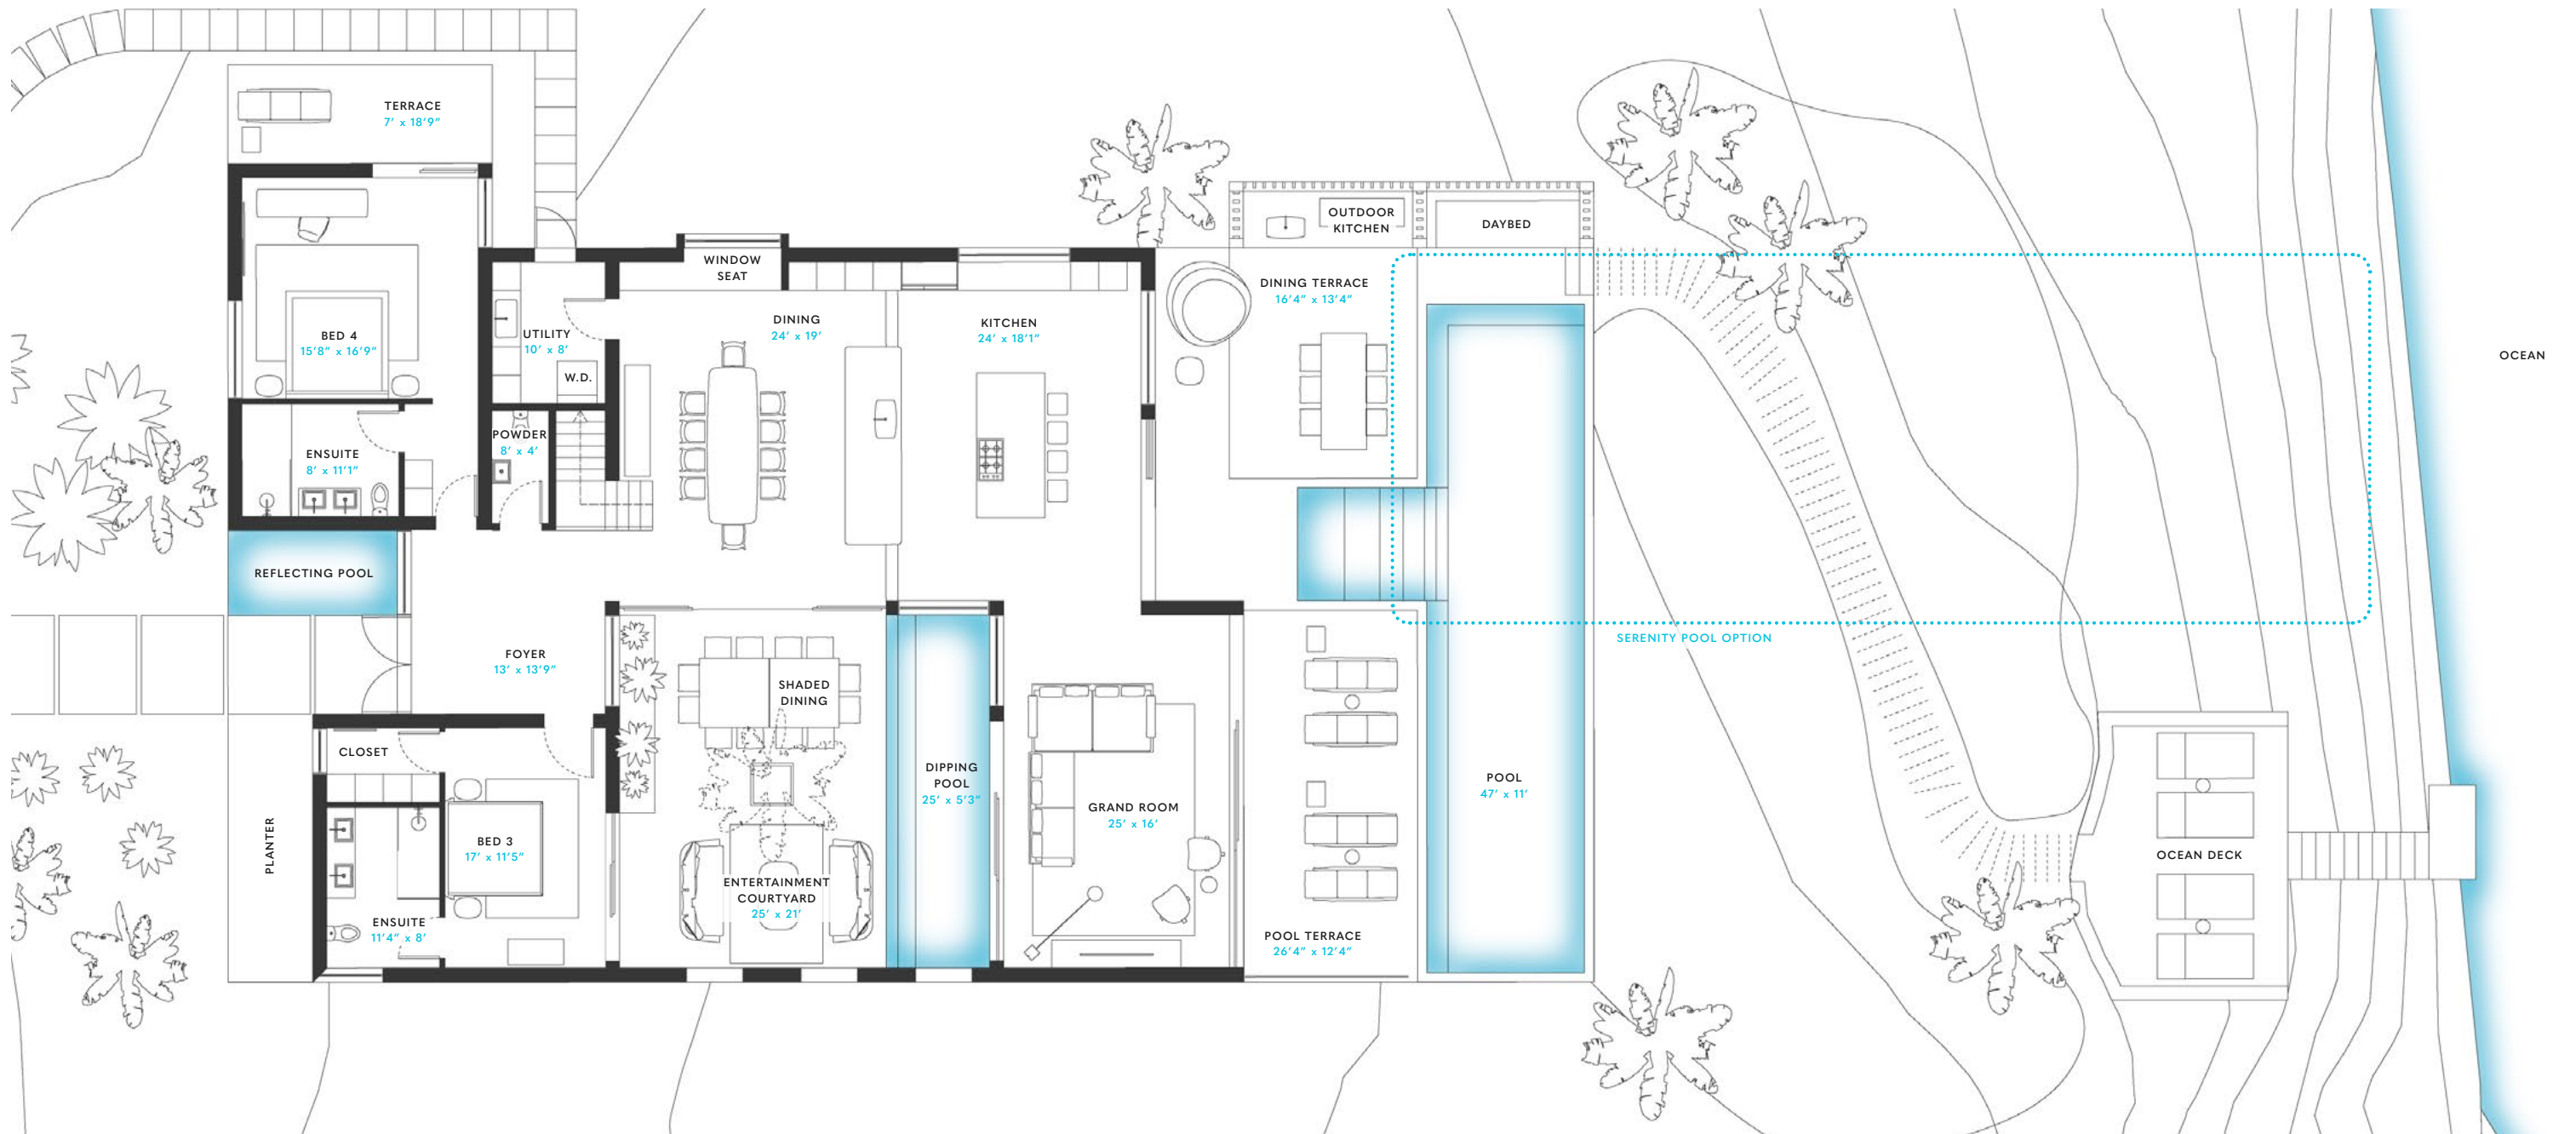 TERRACE
7' x 18'9"
BED 4
15'8" x 16'9"
ENSUITE
8' x 11'1"
REFLECTING POOL
UTILITY
10' x 8'
W.D.
POWDER
8' x 4'
WINDOW
SEAT
DINING
24' x 19'
KITCHEN
24' x 18'1"
OUTDOOR
KITCHEN
DAYBED
DINING TERRACE
16'4" x 13'4"
OCEAN
SERENITY POOL OPTION
FOYER
13' x 13'9"
SHADED
DINING
CLOSET
PLANTER
BED 3
17' x 11'5"
ENSUITE
11'4" x 8'
ENTERTAINMENT
COURTYARD
25' x 21'
DIPPING
POOL
25' x 5'3"
GRAND ROOM
25' x 16'
POOL TERRACE
26'4" x 12'4"
POOL
47' x 11'
OCEAN DECK